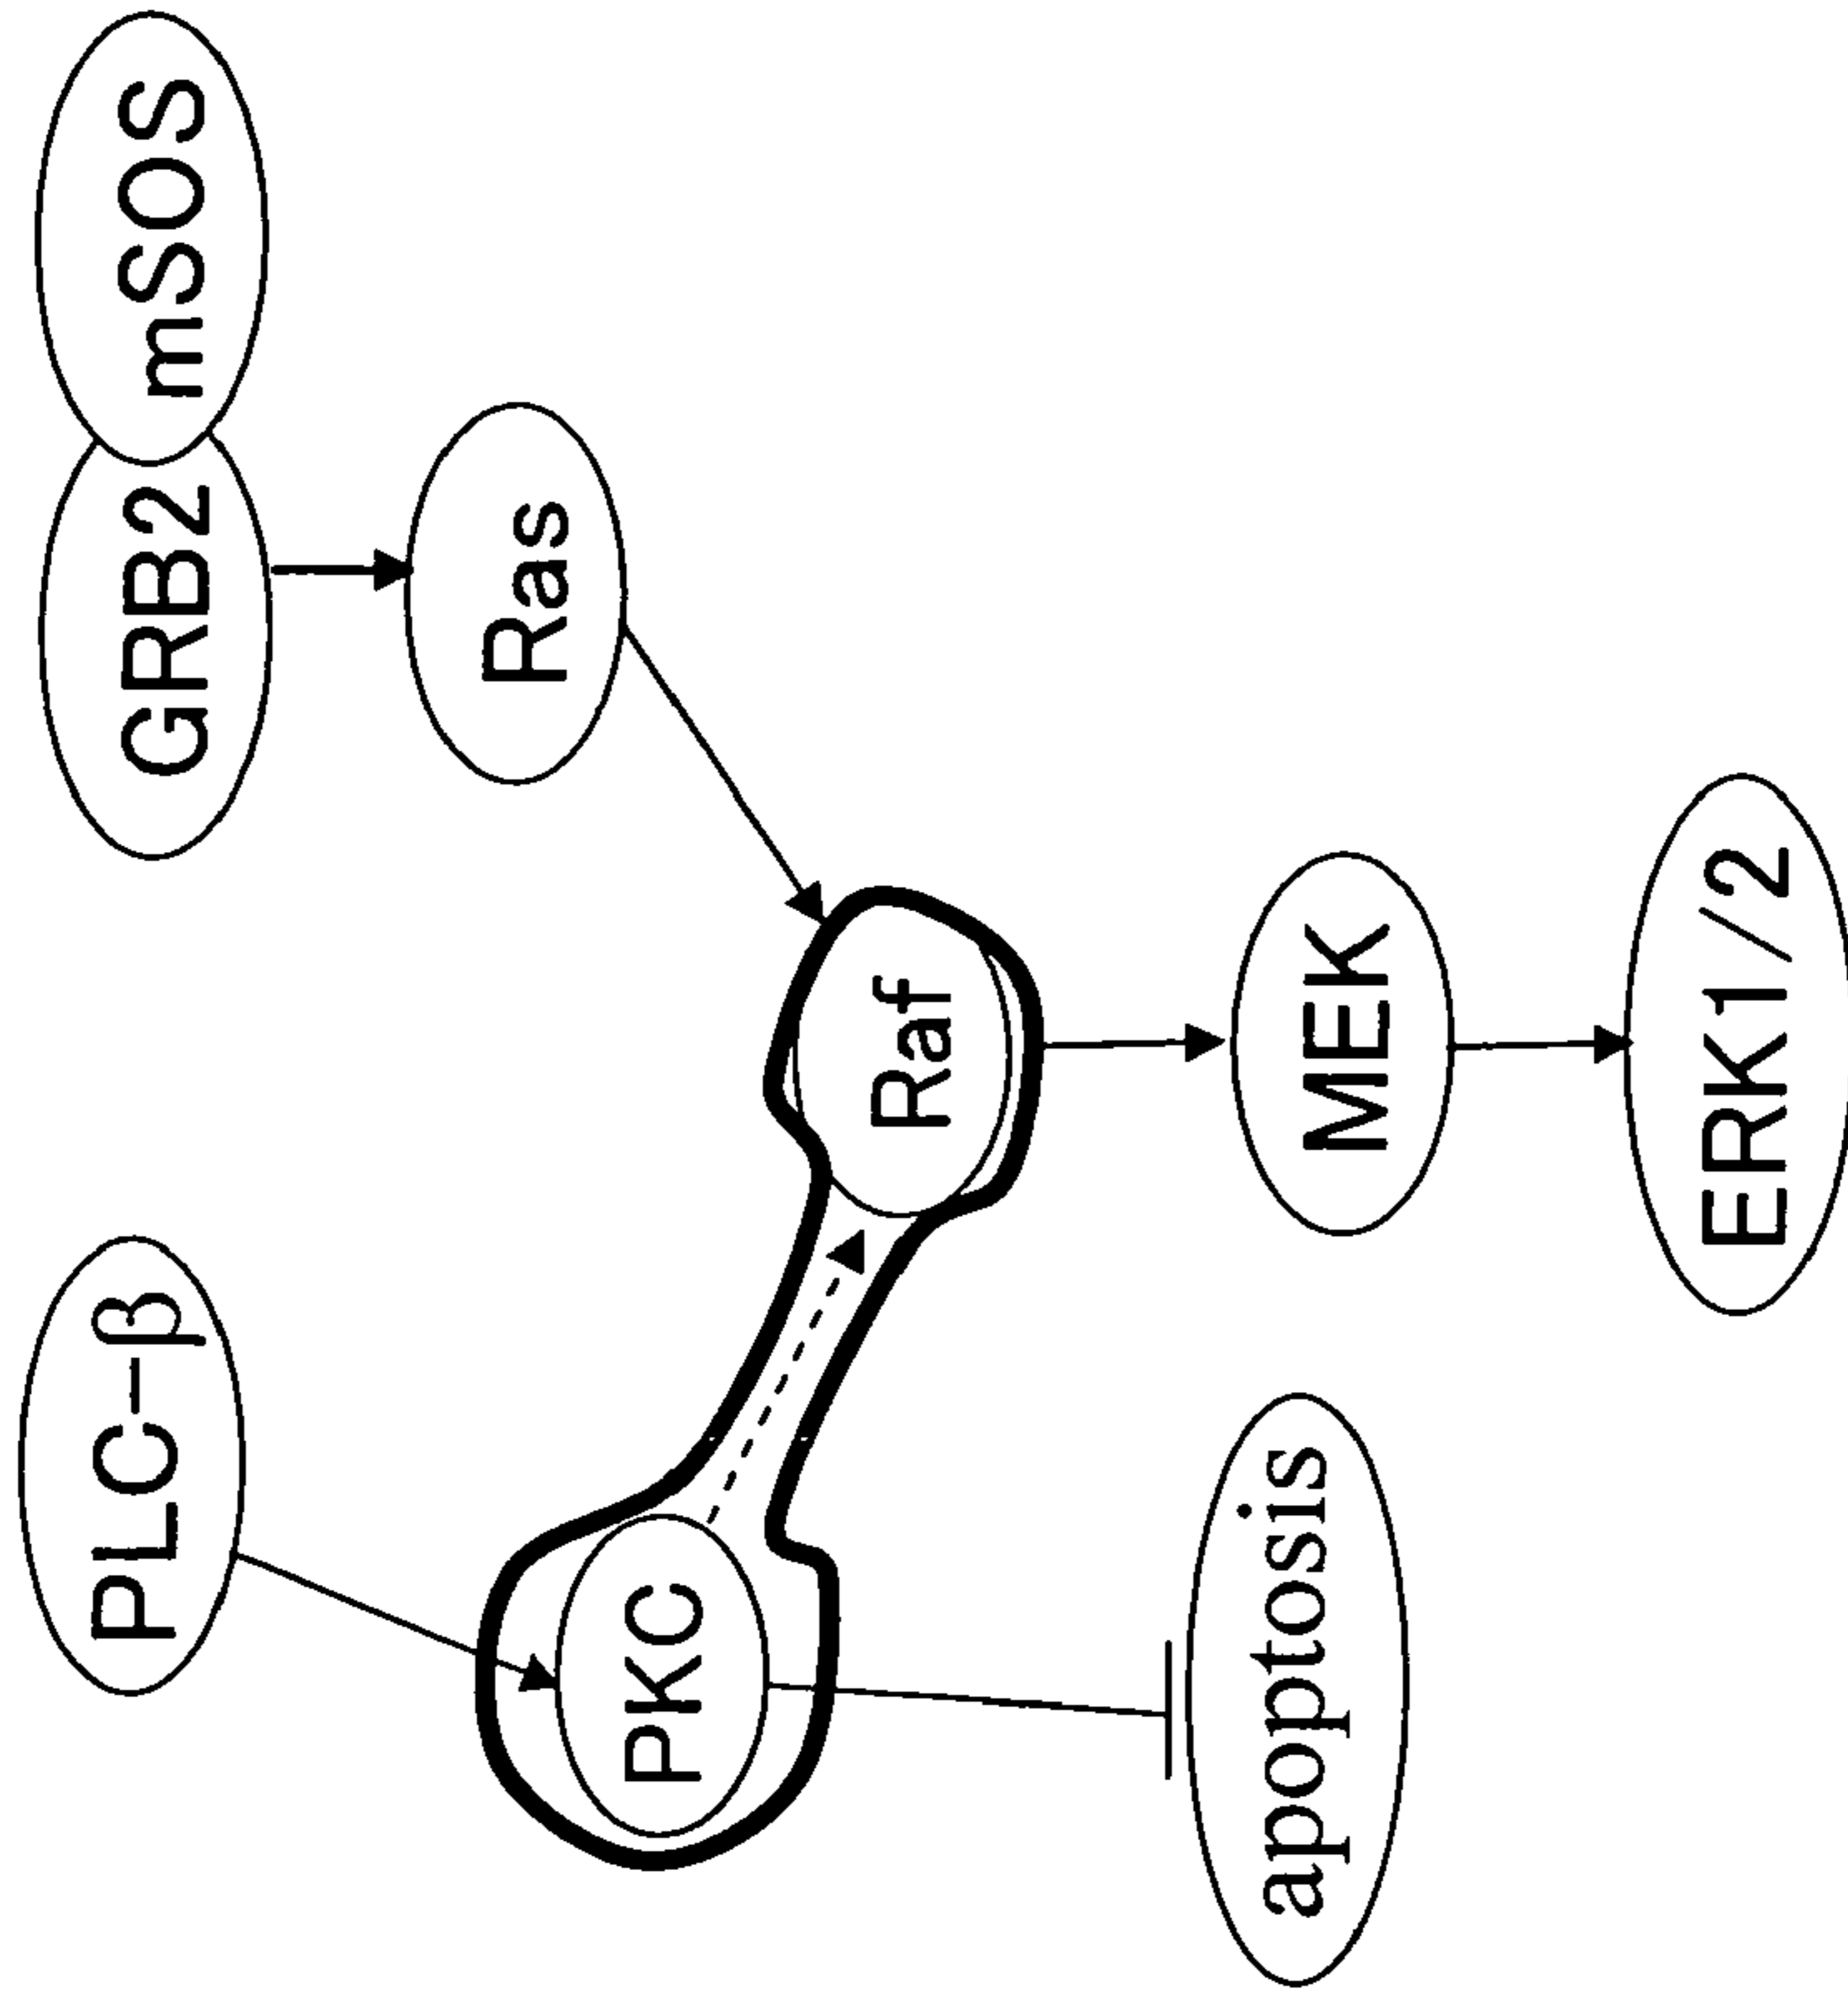 PLC-β
GRB2
mSOS
Ras
PKC
Raf
apoptosis
MEK
ERK1/2